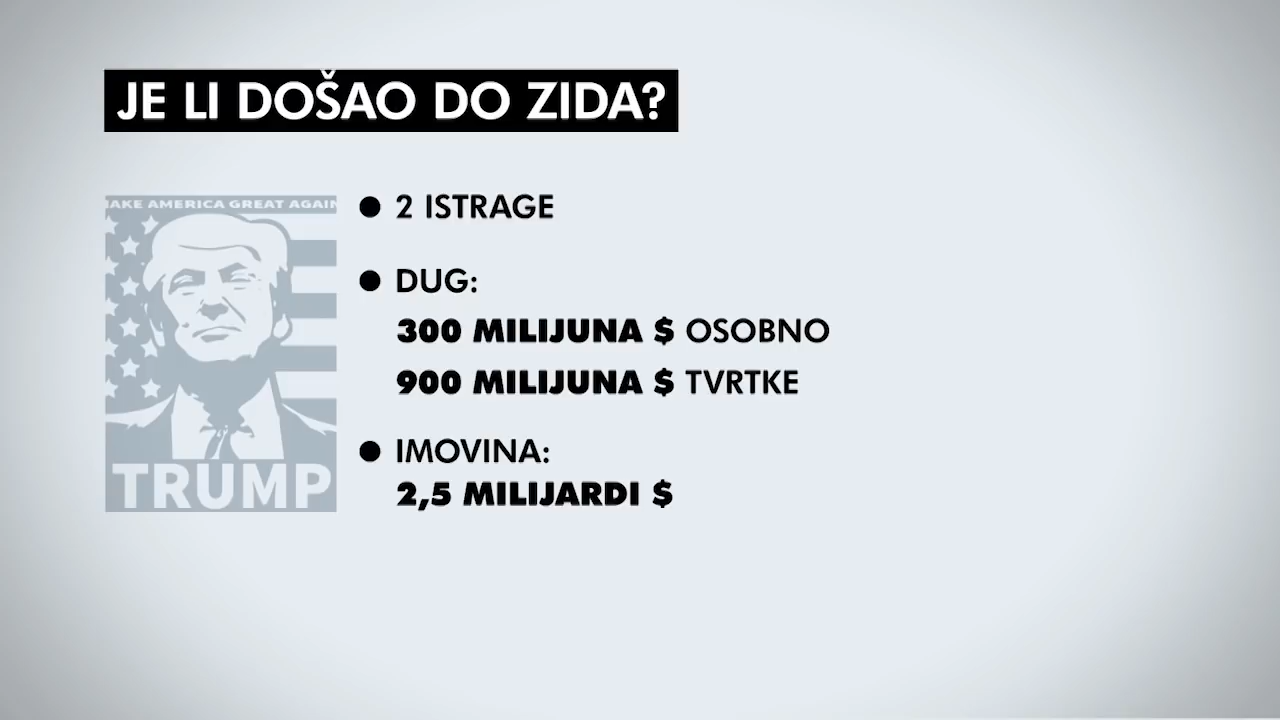 JE LI DOŠAO DO ZIDA?
MAKE AMERICA GREAT AGAIN
TRUMP
● 2 ISTRAGE
● DUG:
300 MILIJUNA $ OSOBNO
900 MILIJUNA $ TVRTKE
● IMOVINA:
2,5 MILIJARDI $